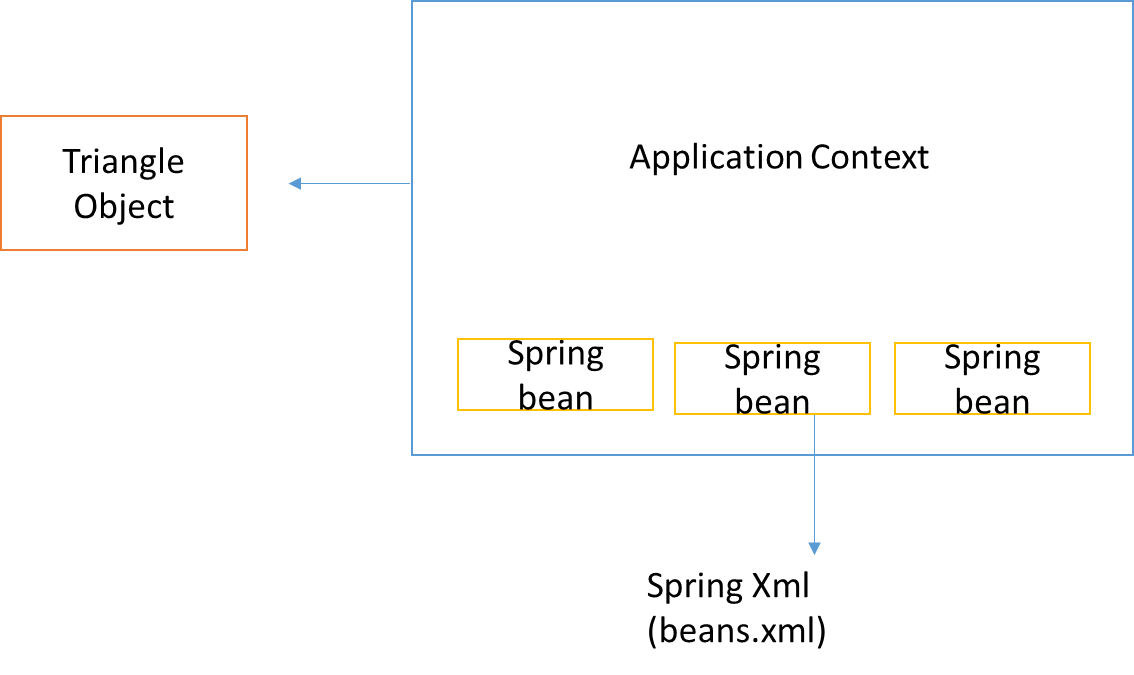 Triangle
Object
Application Context
Spring
bean
Spring
bean
Spring
bean
Spring Xml
(beans.xml)